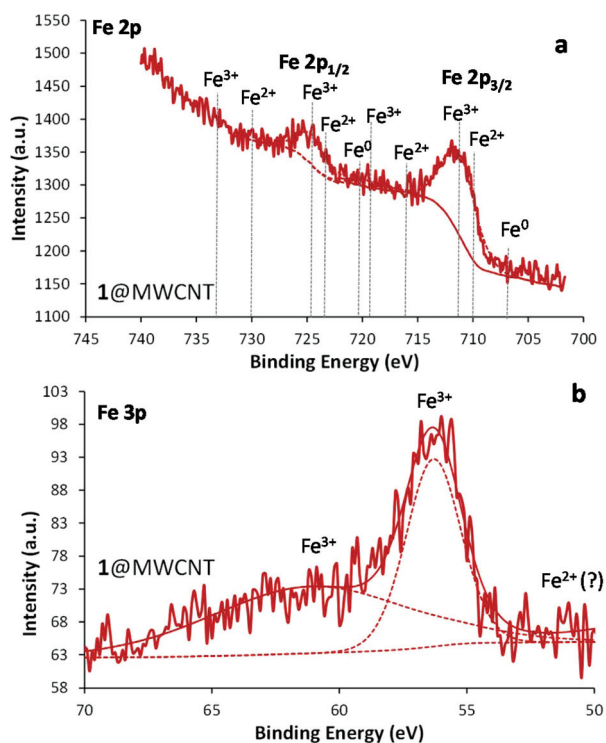 Fe 2p
a
Fe 2p1/2
Fe 2p3/2
Fe3+
Fe2+
Fe3+
Fe2+
Fe0
Fe3+
Fe2+
Fe3+
Fe2+
Fe0
1@MWCNT
Intensity (a.u.)
1550
1500
1450
1400
1350
1300
1250
1200
1150
1100
745 740 735 730 725 720 715 710 705 700
Binding Energy (eV)
Fe 3p
b
Fe3+
Fe3+
Fe2+ (?)
1@MWCNT
Intensity (a.u.)
103
98
93
88
83
78
73
68
63
58
70 65 60 55 50
Binding Energy (eV)